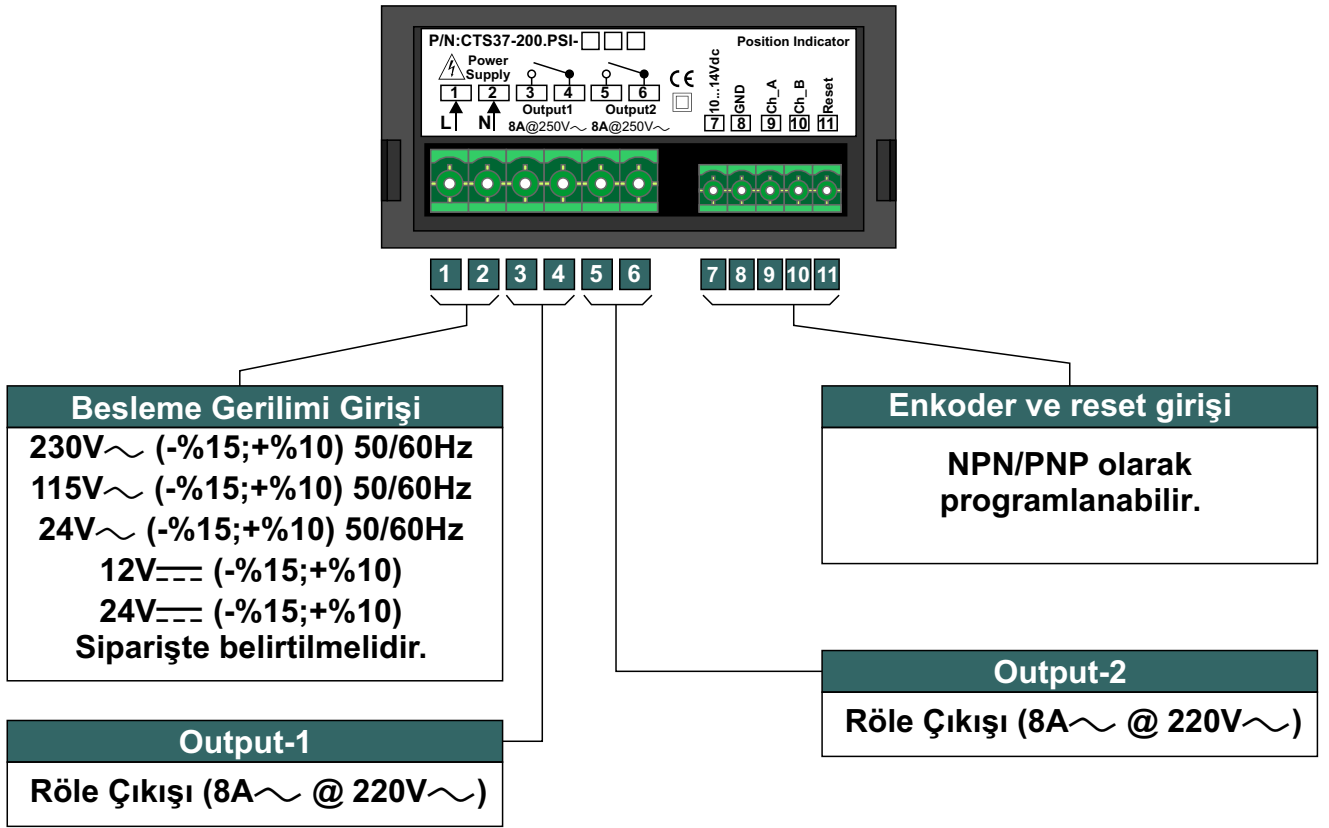 P/N:CTS37-200.PSI-
Position Indicator
Power
Supply
1 2 3 4 5 6
Output1 Output2
L N 8A@250V～ 8A@250V～
CE
10...14Vdc GND Ch_A Ch_B Reset
7 8 9 10 11
1 2 3 4 5 6 7 8 9 10 11
Besleme Gerilimi Girişi
230V～ (-%15;+%10) 50/60Hz
115V～ (-%15;+%10) 50/60Hz
24V～ (-%15;+%10) 50/60Hz
12V⎓ (-%15;+%10)
24V⎓ (-%15;+%10)
Siparişte belirtilmelidir.
Enkoder ve reset girişi
NPN/PNP olarak
programlanabilir.
Output-2
Röle Çıkışı (8A～ @ 220V～)
Output-1
Röle Çıkışı (8A～ @ 220V～)